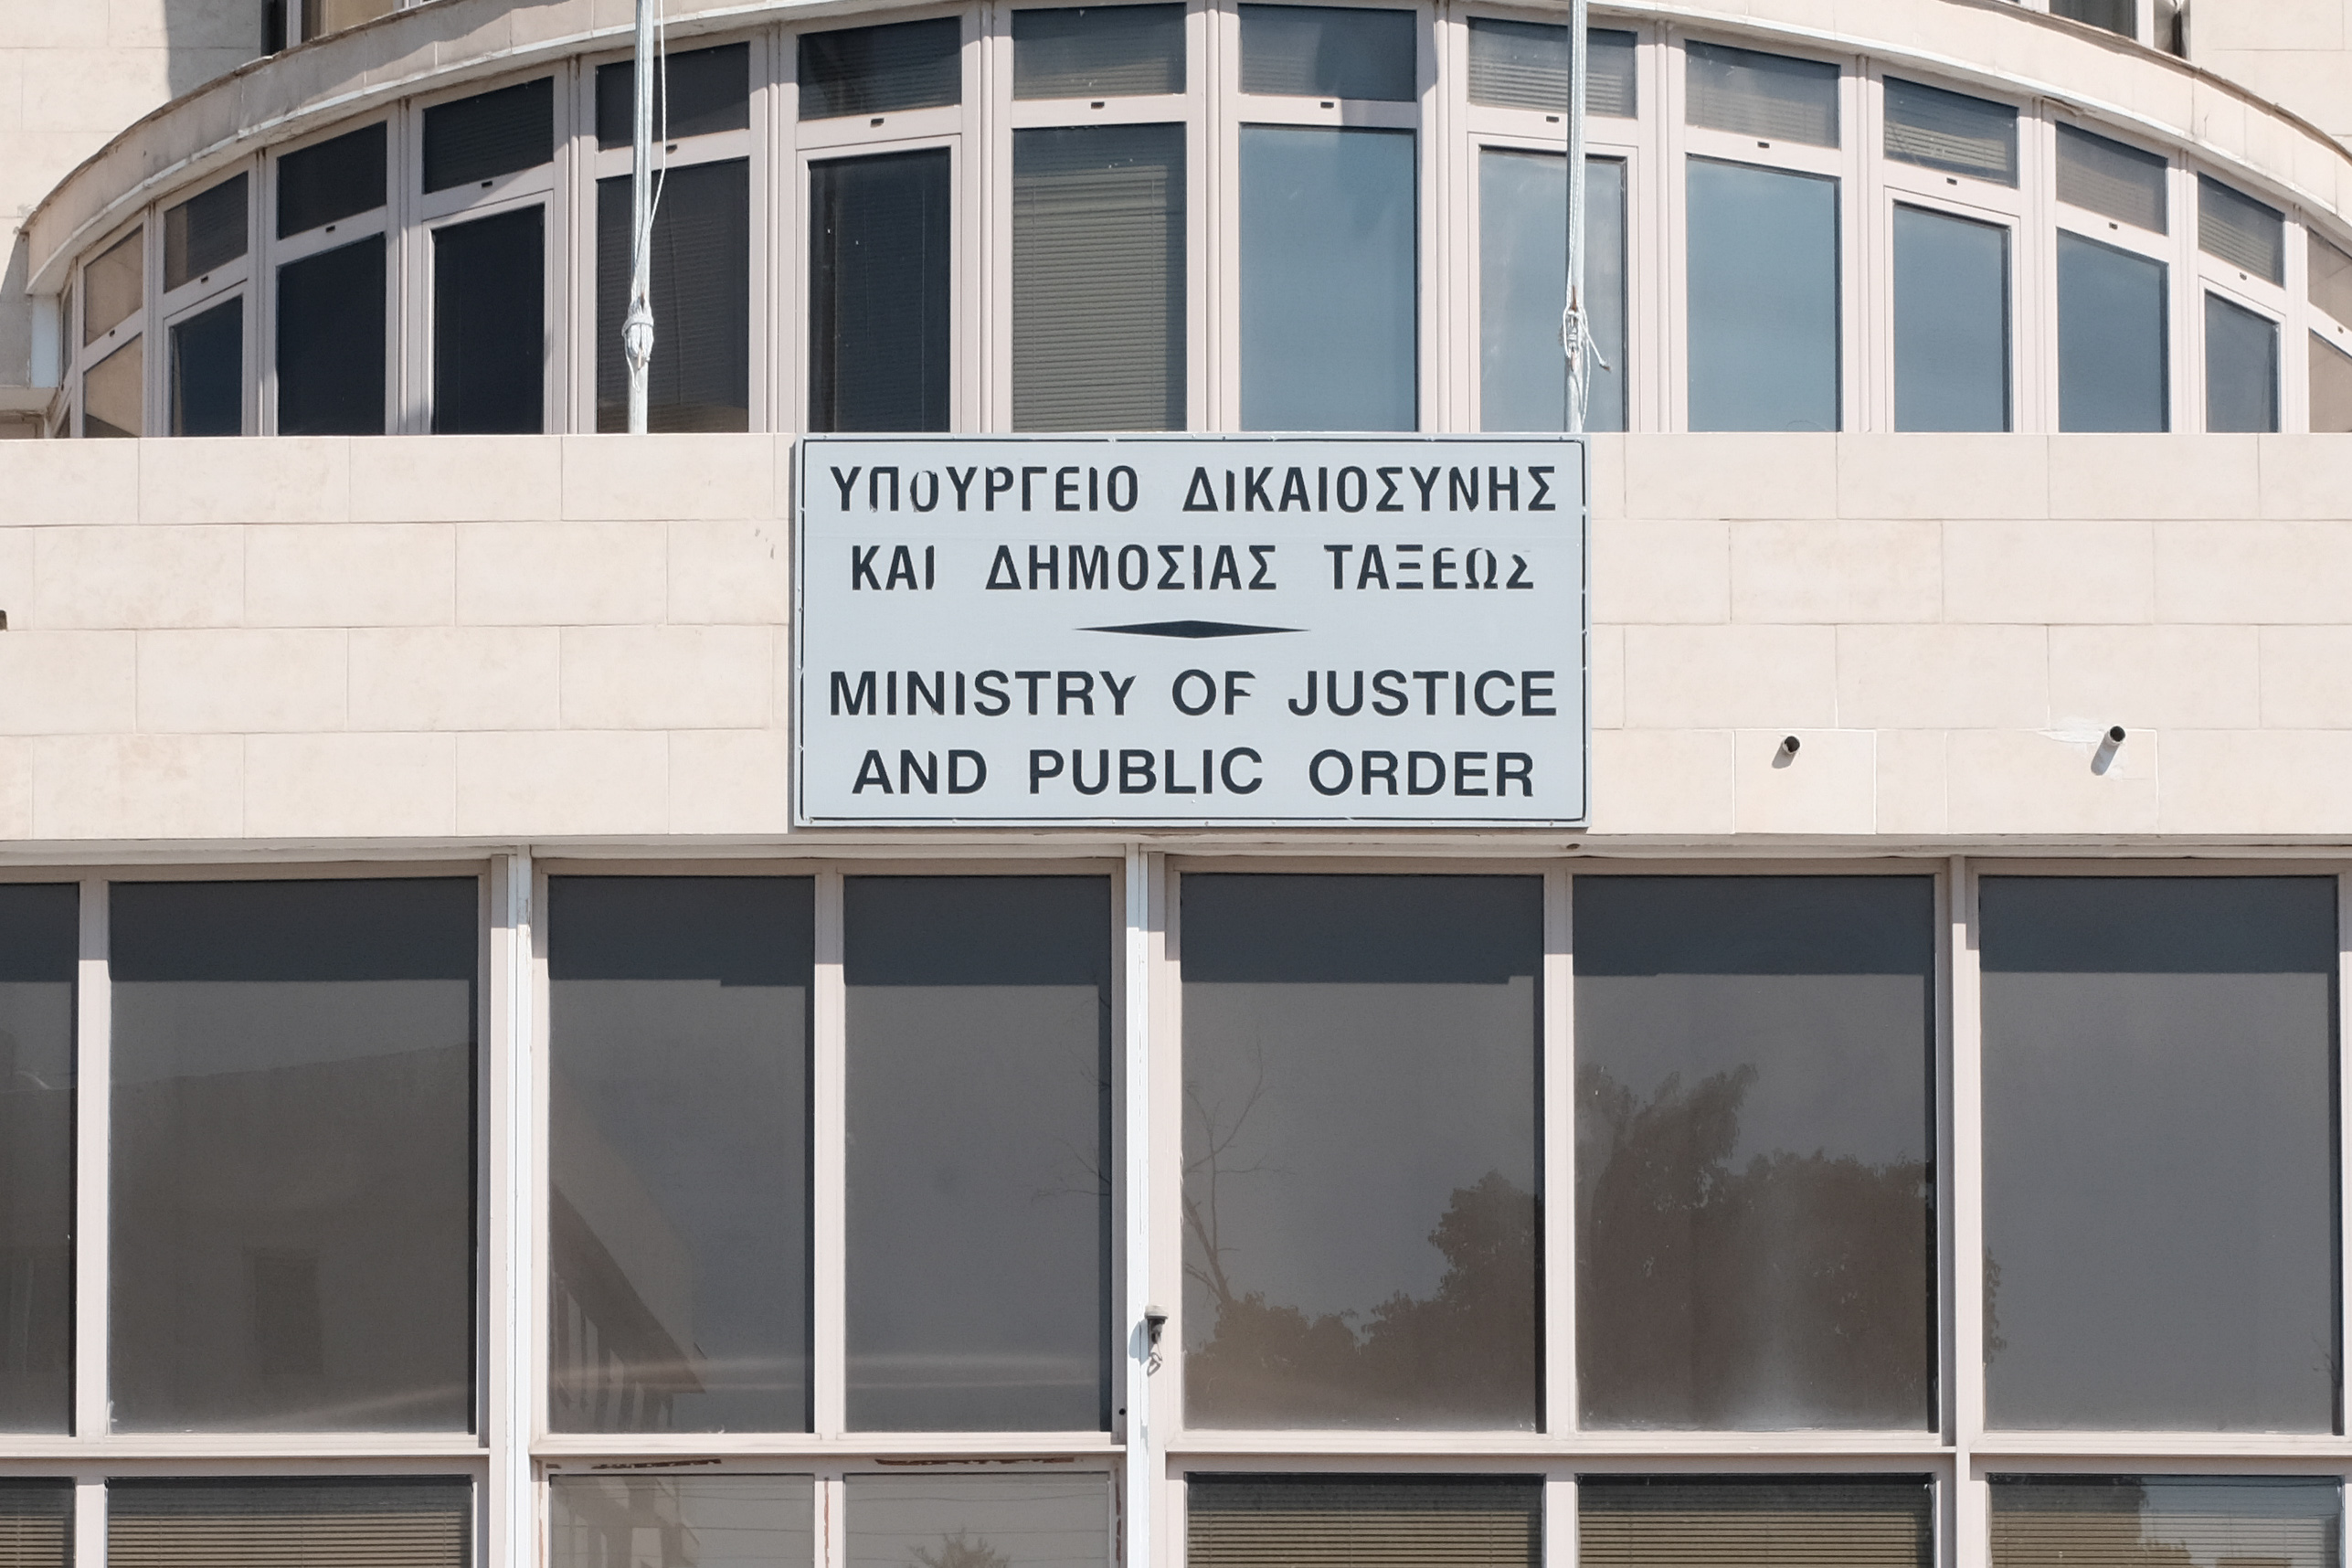 ΥΠΟΥΡΓΕΙΟ ΔΙΚΑΙΟΣΥΝΗΣ
ΚΑΙ ΔΗΜΟΣΙΑΣ ΤΑΞΕΩΣ
MINISTRY OF JUSTICE
AND PUBLIC ORDER